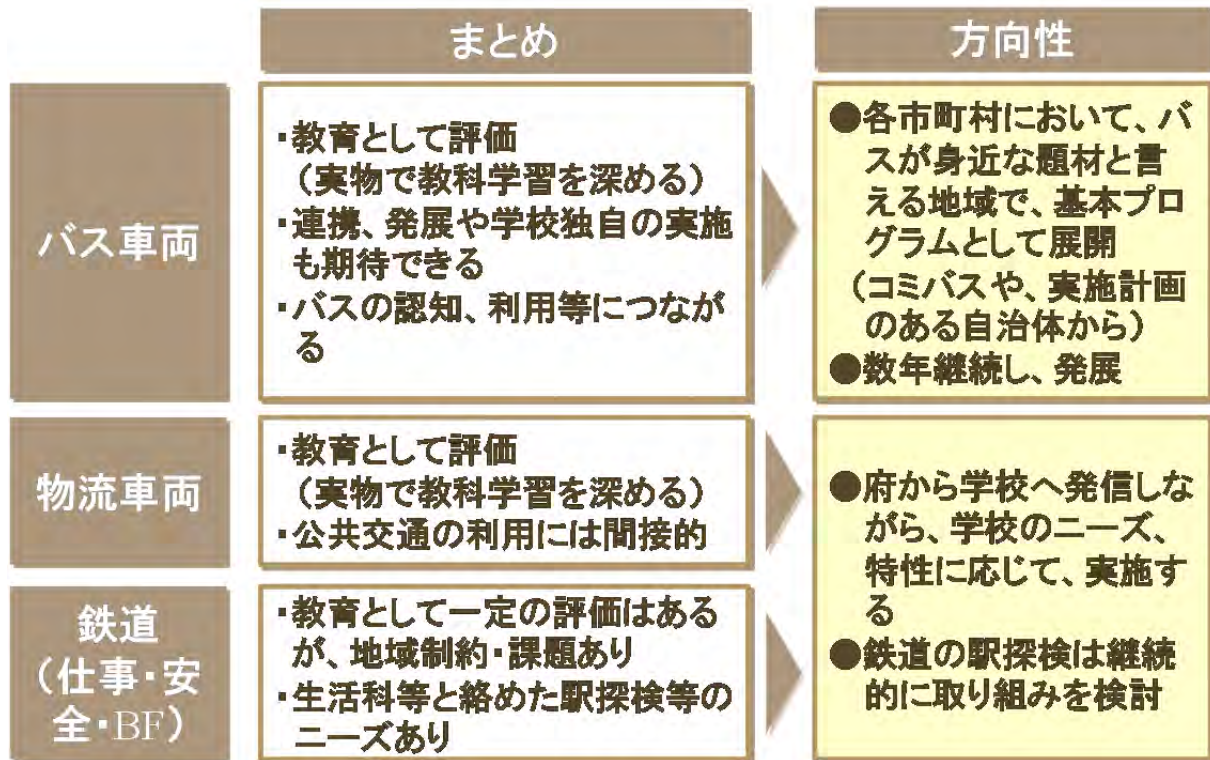 まとめ
方向性
バス車両
・教育として評価
（実物で教科学習を深める）
・連携、発展や学校独自の実施
も期待できる
・バスの認知、利用等につなが
る
●各市町村において、バ
スが身近な題材と言
える地域で、基本プロ
グラムとして展開
（コミバスや、実施計画
のある自治体から）
●数年継続し、発展
物流車両
・教育として評価
（実物で教科学習を深める）
・公共交通の利用には間接的
鉄道
（仕事・安
全・BF）
・教育として一定の評価はある
が、地域制約・課題あり
・生活科等と絡めた駅探検等の
ニーズあり
●府から学校へ発信しな
がら、学校のニーズ、
特性に応じて、実施す
る
●鉄道の駅探検は継続
的に取り組みを検討